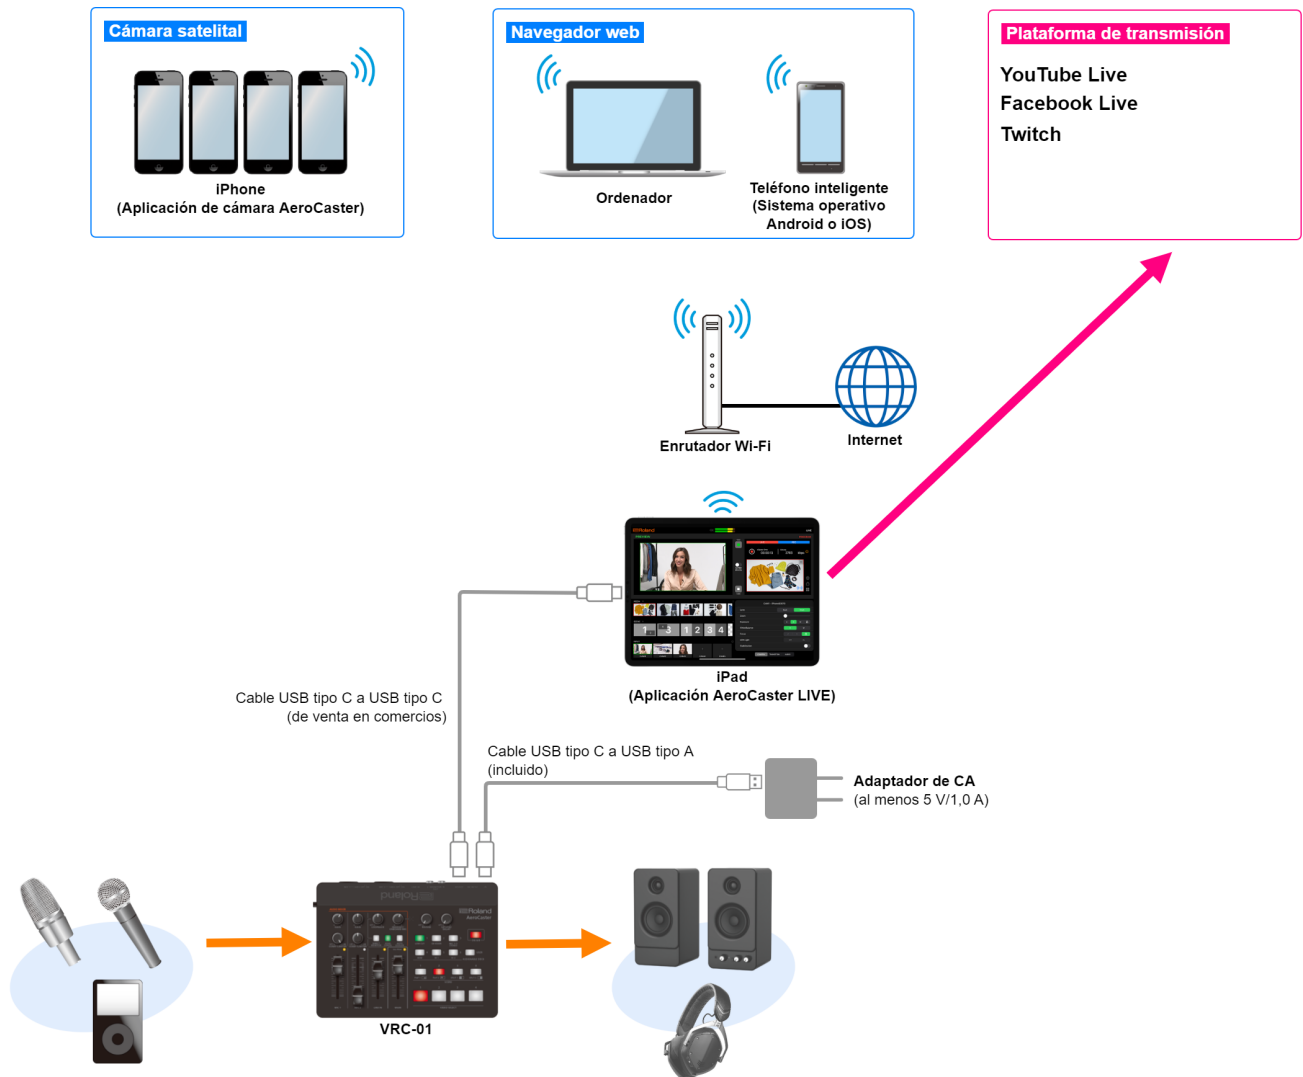 Cámara satelital
iPhone
(Aplicación de cámara AeroCaster)
Navegador web
Ordenador
Teléfono inteligente
(Sistema operativo
Android o iOS)
Plataforma de transmisión
YouTube Live
Facebook Live
Twitch
Enrutador Wi-Fi
Internet
iPad
(Aplicación AeroCaster LIVE)
Cable USB tipo C a USB tipo C
(de venta en comercios)
Cable USB tipo C a USB tipo A
(incluido)
Adaptador de CA
(al menos 5 V/1,0 A)
Roland
AeroCaster
VRC-01